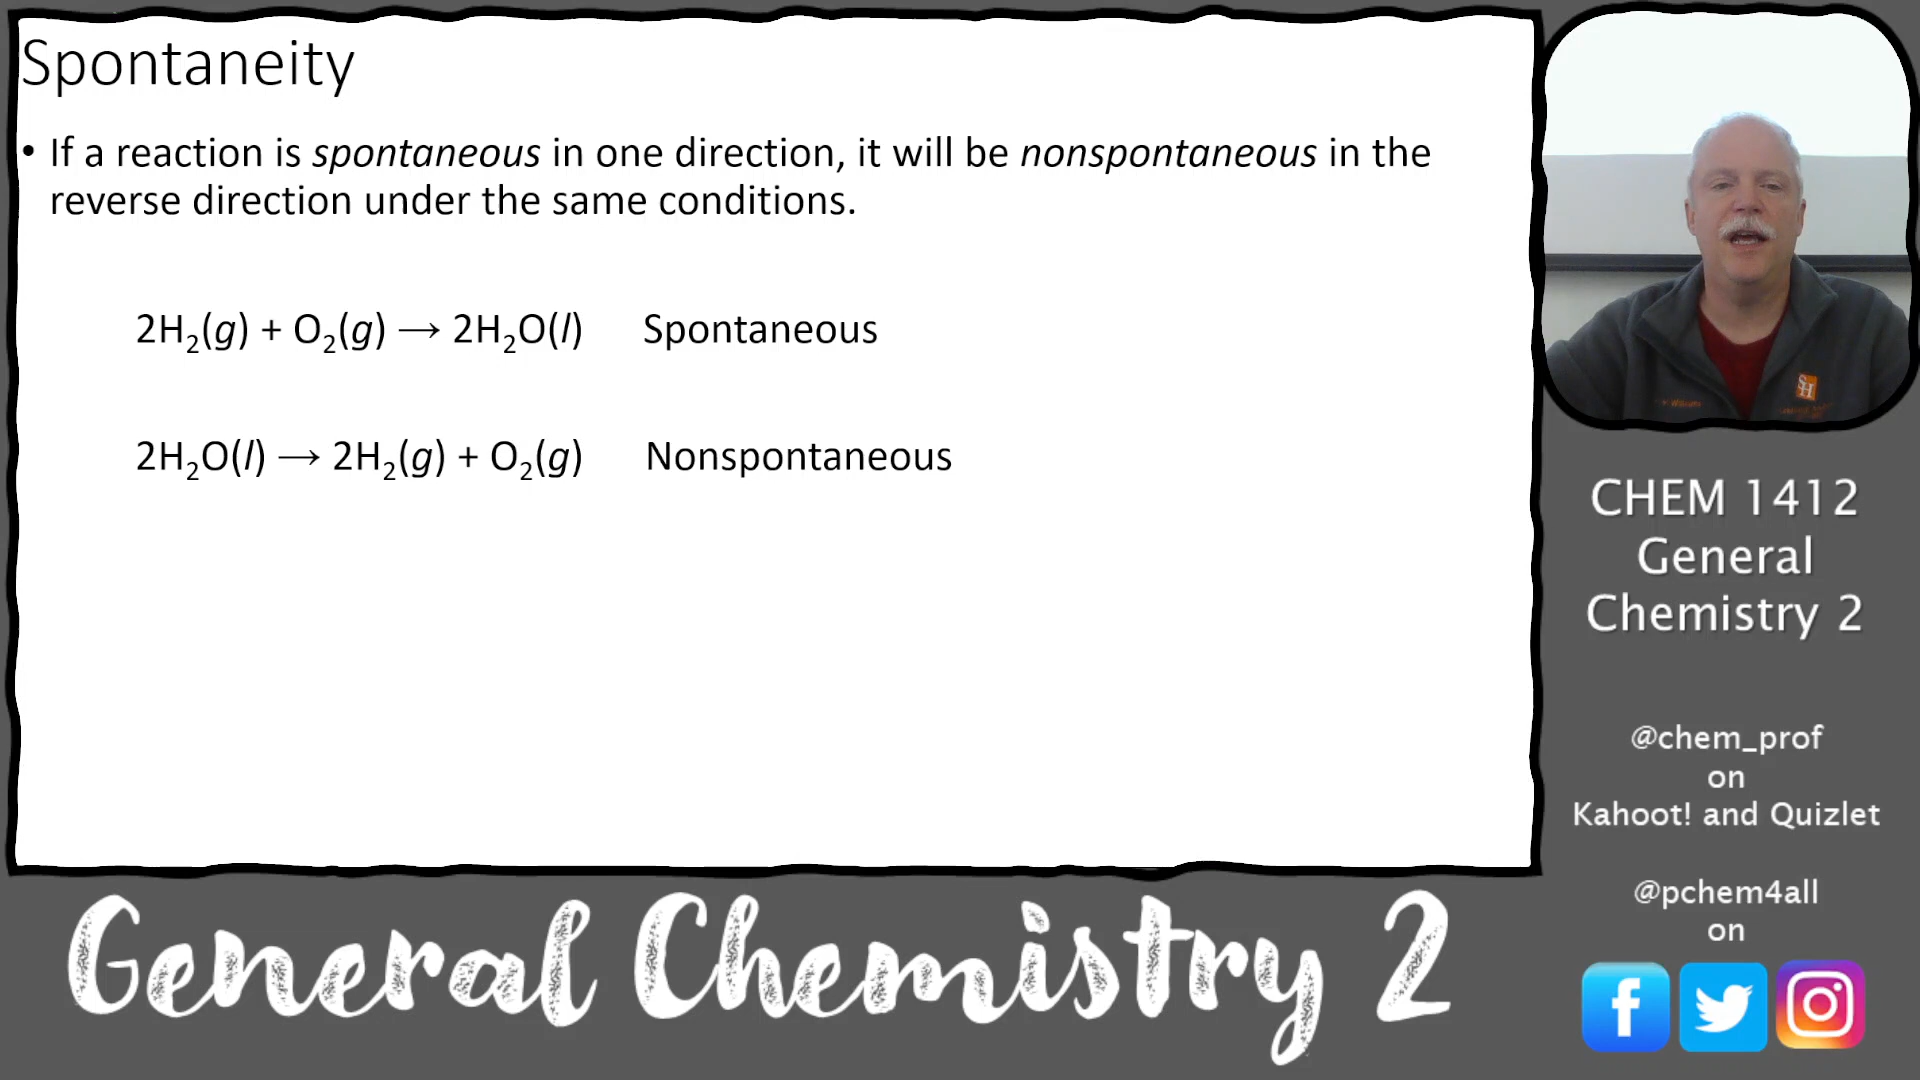 Spontaneity
• If a reaction is spontaneous in one direction, it will be nonspontaneous in the
reverse direction under the same conditions.
2H₂(g) + O₂(g) ⟶ 2H₂O(l) Spontaneous
2H₂O(l) ⟶ 2H₂(g) + O₂(g) Nonspontaneous
SH
Williams
CHEM 1412
General
Chemistry 2
@chem_prof
on
Kahoot! and Quizlet
@pchem4all
on
f
General Chemistry 2